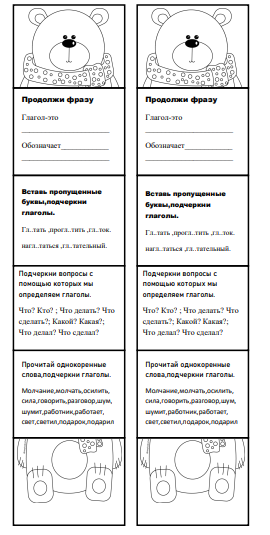 Продолжи фразу
Глагол-это
Обозначает
Вставь пропущенные
буквы,подчеркни
глаголы.
Гл..тать ,прогл..тить ,гл..ток.
нагл..таться ,гл..тательный.
Подчеркни вопросы с
помощью которых мы
определяем глаголы.
Что? Кто? ; Что делать? Что
сделать?; Какой? Какая?;
Что делал? Что сделал?
Прочитай однокоренные
слова,подчеркни глаголы.
Молчание,молчать,осилить,
сила,говорить,разговор,шум,
шумит,работник,работает,
свет,светил,подарок,подарил
Продолжи фразу
Глагол-это
Обозначает
Вставь пропущенные
буквы,подчеркни
глаголы.
Гл..тать ,прогл..тить ,гл..ток.
нагл..таться ,гл..тательный.
Подчеркни вопросы с
помощью которых мы
определяем глаголы.
Что? Кто? ; Что делать? Что
сделать?; Какой? Какая?;
Что делал? Что сделал?
Прочитай однокоренные
слова,подчеркни глаголы.
Молчание,молчать,осилить,
сила,говорить,разговор,шум,
шумит,работник,работает,
свет,светил,подарок,подарил